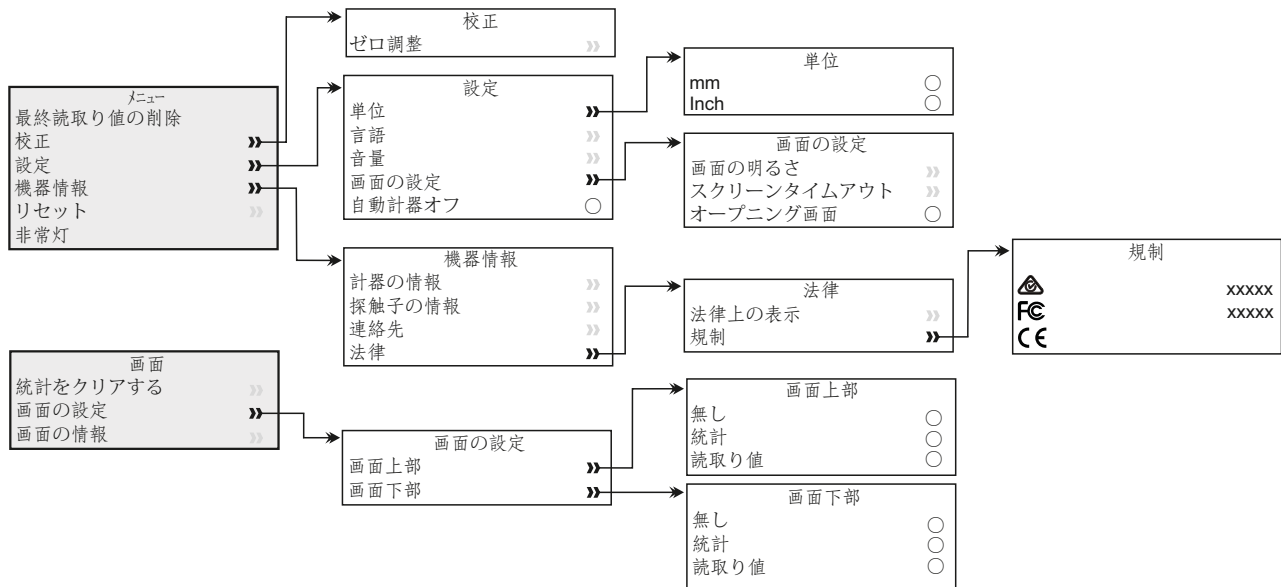 メニュー
最終読取り値の削除
校正
設定
機器情報
リセット
非常灯
校正
ゼロ調整
設定
単位
言語
音量
画面の設定
自動計器オフ
単位
mm
Inch
画面の設定
画面の明るさ
スクリーンタイムアウト
オープニング画面
機器情報
計器の情報
探触子の情報
連絡先
法律
法律
法律上の表示
規制
規制
xxxxx
FC xxxxx
CE
画面
統計をクリアする
画面の設定
画面の情報
画面の設定
画面上部
画面下部
画面上部
無し
統計
読取り値
画面下部
無し
統計
読取り値